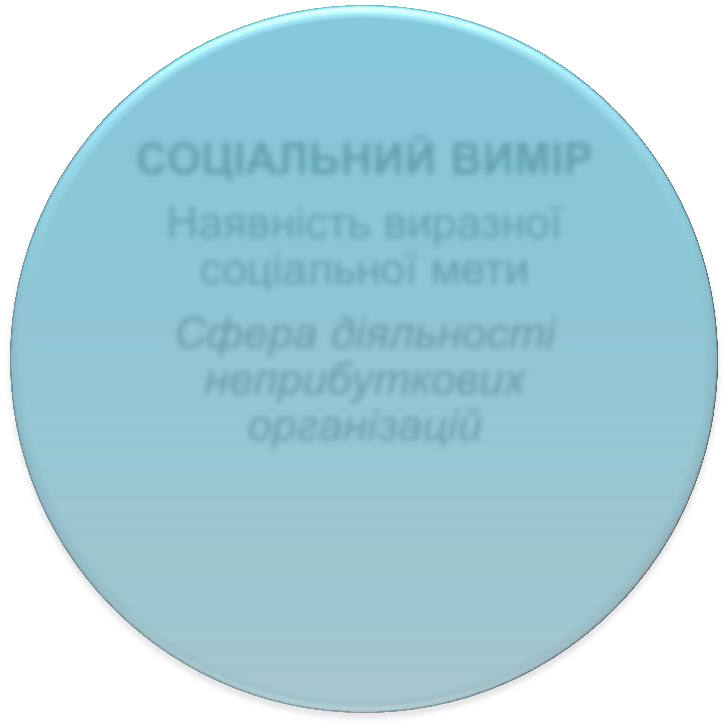 СОЦІАЛЬНИЙ ВИМІР
Наявність виразної
соціальної мети
Сфера діяльності
неприбуткових
організацій